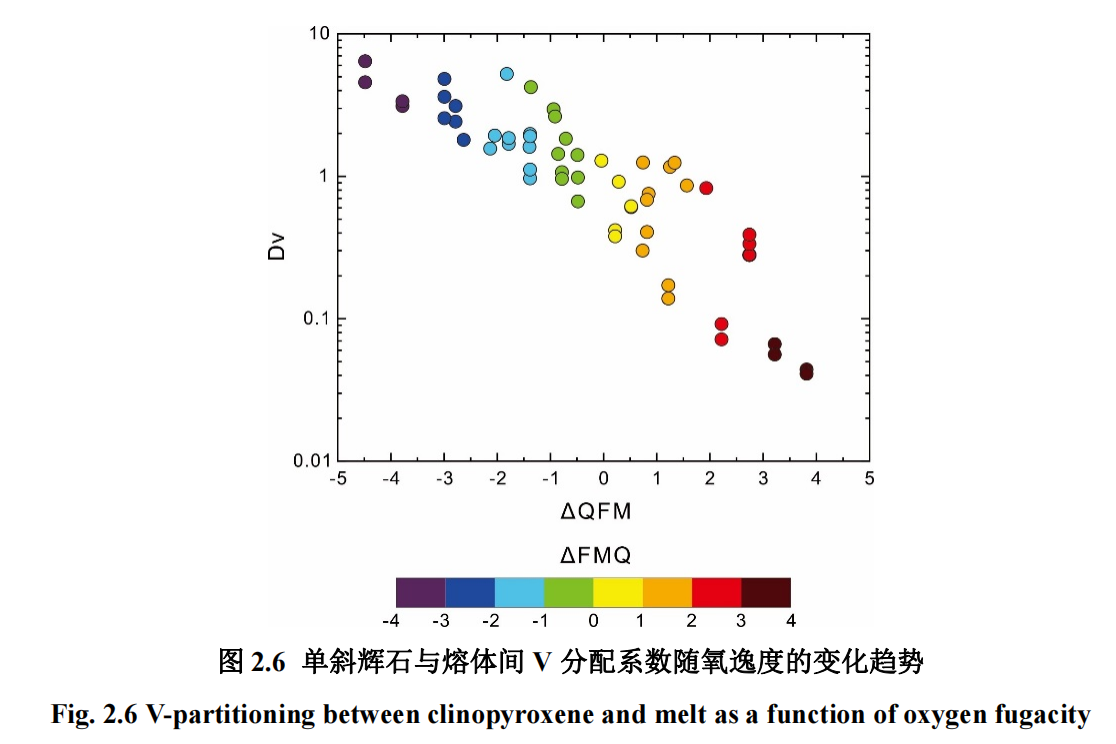 10
1
0.1
0.01
Dv
-5 -4 -3 -2 -1 0 1 2 3 4 5
ΔQFM
ΔFMQ
-4 -3 -2 -1 0 1 2 3 4
图 2.6 单斜辉石与熔体间 V 分配系数随氧逸度的变化趋势
Fig. 2.6 V-partitioning between clinopyroxene and melt as a function of oxygen fugacity